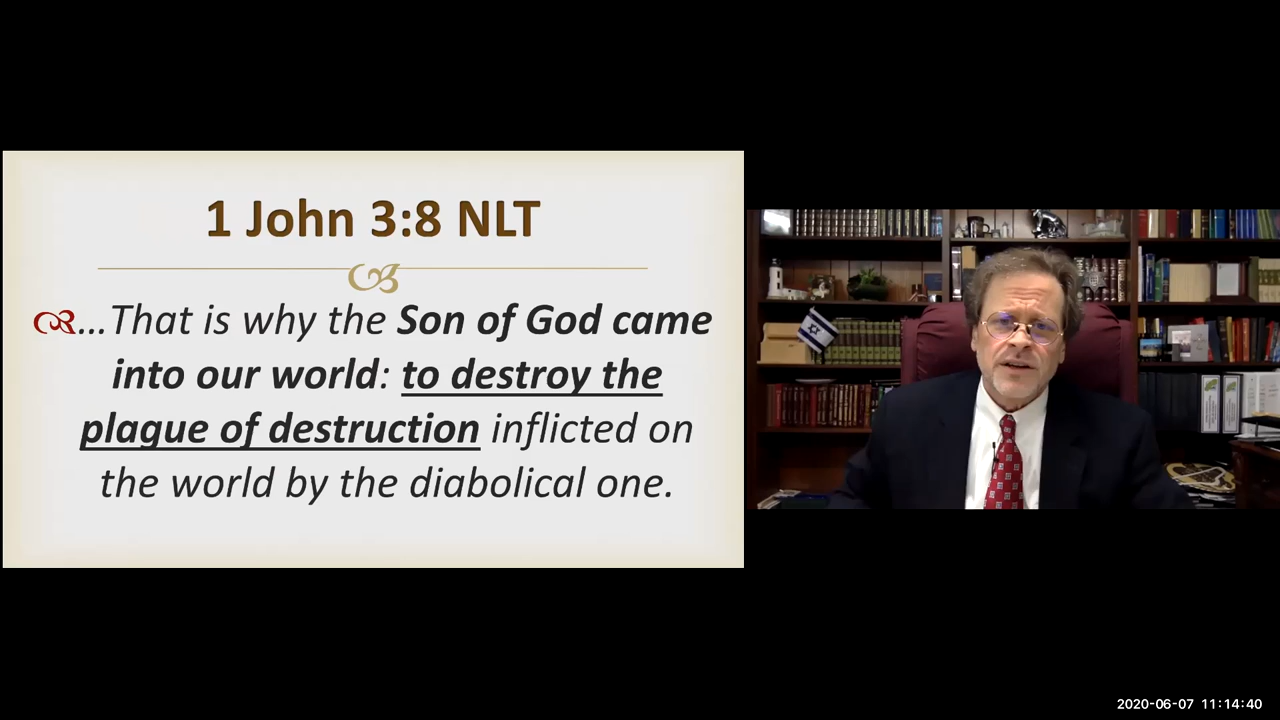 1 John 3:8 NLT
...That is why the Son of God came
into our world: to destroy the
plague of destruction inflicted on
the world by the diabolical one.
2020-06-07 11:14:40